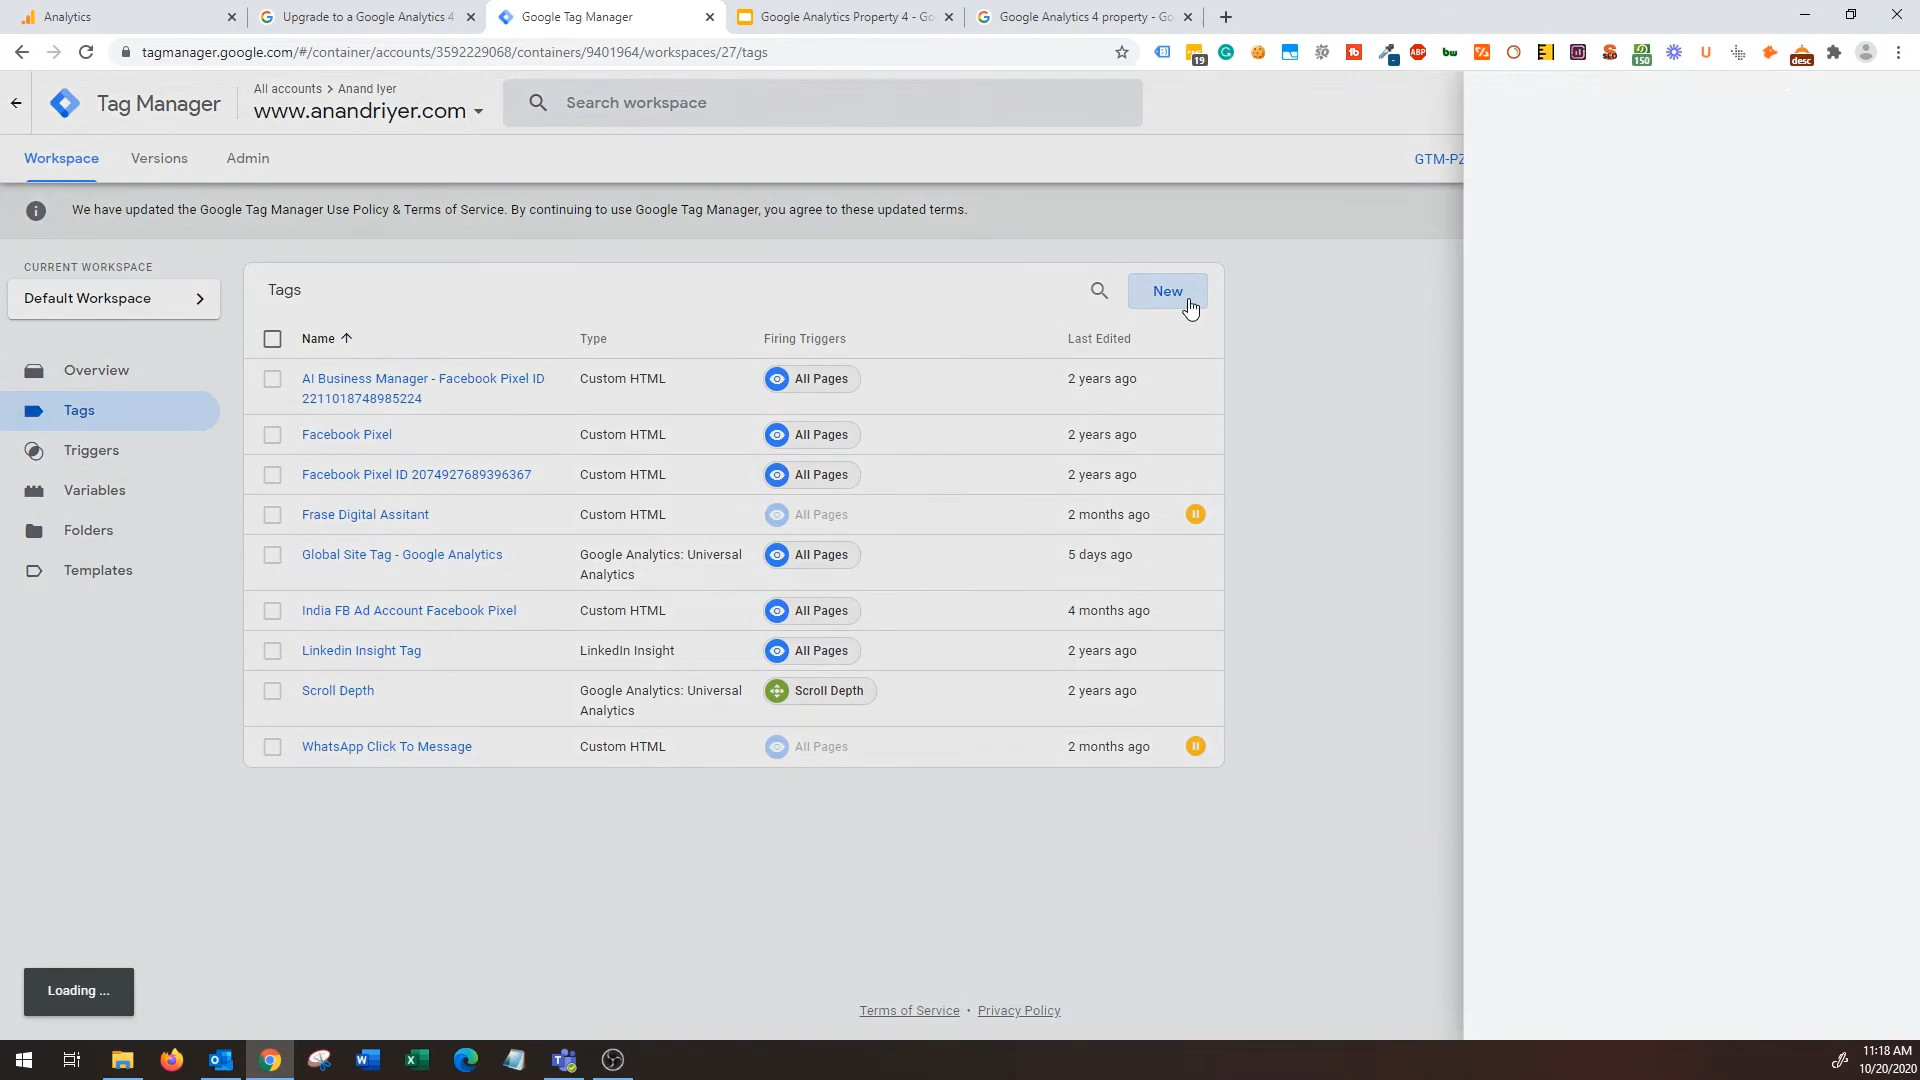 Analytics
Upgrade to a Google Analytics 4
Google Tag Manager
Google Analytics Property 4 - Go
Google Analytics 4 property - Go
tagmanager.google.com/#/container/accounts/3592229068/containers/9401964/workspaces/27/tags
19
ABP
bw
150
desc
Tag Manager
All accounts > Anand Iyer
www.anandriyer.com
Search workspace
Workspace
Versions
Admin
GTM-PZ
We have updated the Google Tag Manager Use Policy & Terms of Service. By continuing to use Google Tag Manager, you agree to these updated terms.
CURRENT WORKSPACE
Default Workspace
Overview
Tags
Triggers
Variables
Folders
Templates
Tags
New
Name Type Firing Triggers Last Edited
AI Business Manager - Facebook Pixel ID 
2211018748985224
Custom HTML
All Pages
2 years ago
Facebook Pixel Custom HTML All Pages 2 years ago
Facebook Pixel ID 2074927689396367 Custom HTML All Pages 2 years ago
Frase Digital Assitant Custom HTML All Pages 2 months ago
Global Site Tag - Google Analytics
Google Analytics: Universal
Analytics
All Pages
5 days ago
India FB Ad Account Facebook Pixel Custom HTML All Pages 4 months ago
Linkedin Insight Tag LinkedIn Insight All Pages 2 years ago
Scroll Depth
Google Analytics: Universal
Analytics
Scroll Depth
2 years ago
WhatsApp Click To Message Custom HTML All Pages 2 months ago
Loading ...
Terms of Service • Privacy Policy
11:18 AM
10/20/2020